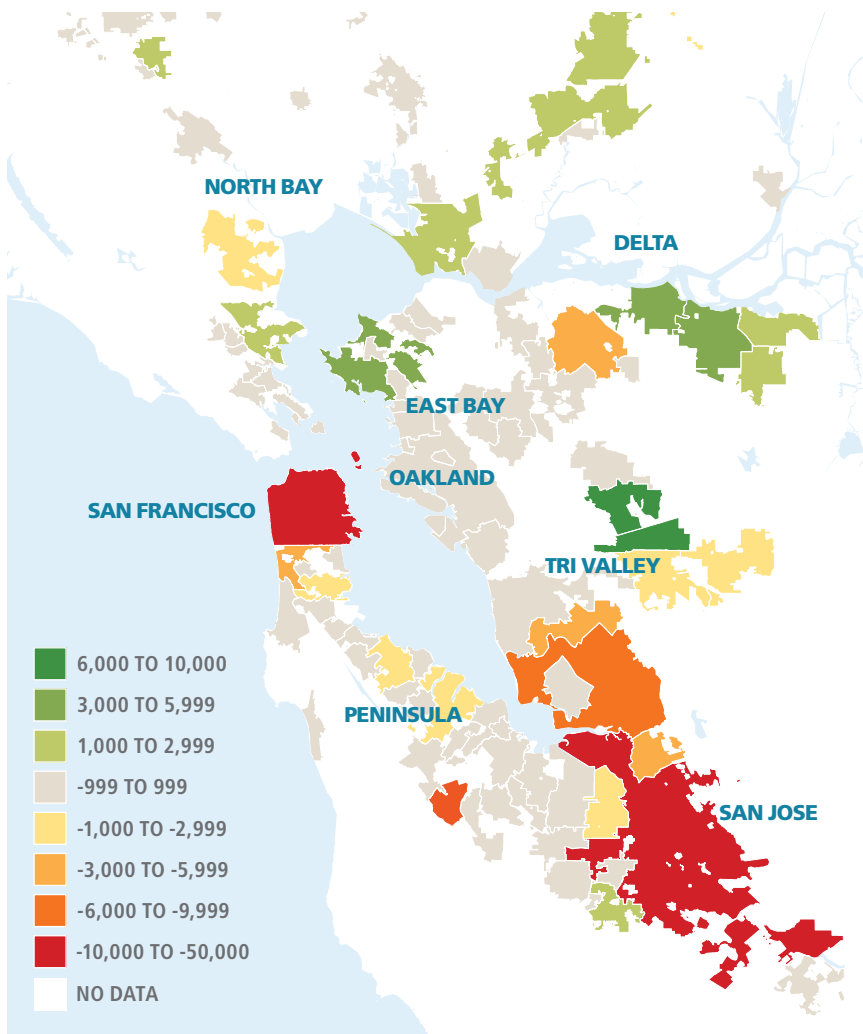 NORTH BAY
DELTA
EAST BAY
OAKLAND
SAN FRANCISCO
TRI VALLEY
PENINSULA
SAN JOSE
6,000 TO 10,000
3,000 TO 5,999
1,000 TO 2,999
-999 TO 999
-1,000 TO -2,999
-3,000 TO -5,999
-6,000 TO -9,999
-10,000 TO -50,000
NO DATA